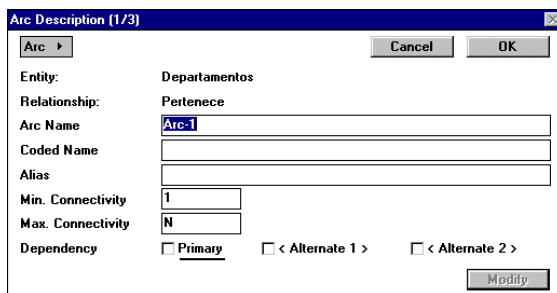 Arc Description (1/3)
Arc
Cancel
OK
Entity: Departamentos
Relationship: Pertenece
Arc Name Arc-1
Coded Name
Alias
Min. Connectivity 1
Max. Connectivity N
Dependency Primary < Alternate 1 > < Alternate 2 >
Modify